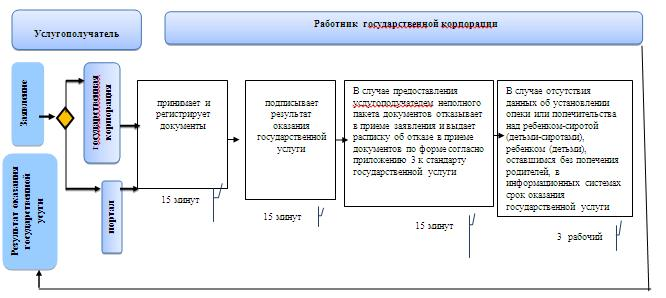 Услугополучатель
Работник государственной корпорации
Заявление
государственная
корпорация
портал
Результат оказания
государственной
усуги
принимает и
регистрирует
документы
15 минут
подписывает
результат
оказания
государственной
услуги
15 минут
В случае предоставления
услугополучателем неполного
пакета документов отказывает
в приеме заявления и выдает
расписку об отказе в приеме
документов по форме согласно
приложению 3 к стандарту
государственной услуги
15 минут
В случае отсутствия
данных об установлении
опеки или попечительства
над ребенком-сиротой
(детьми-сиротами),
ребенком (детьми),
оставшимся без попечения
родителей, в
информационных системах
срок оказания
государственной услуги
3 рабочий